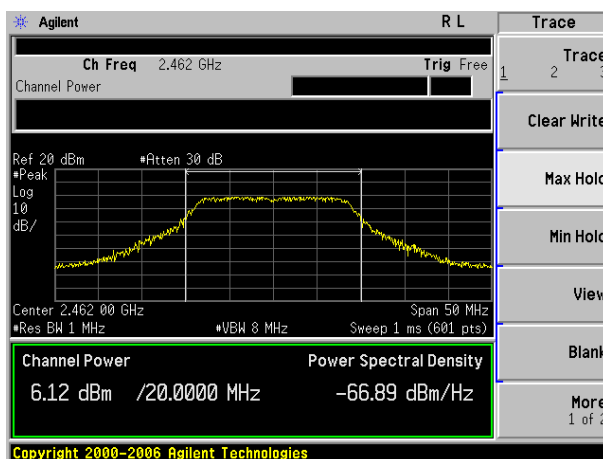 Agilent R L Trace
Ch Freq 2.462 GHz Trig Free
Channel Power
Trace
1 2
Clear Write
Max Hold
Min Hold
View
Blank
More
1 of 2
Ref 20 dBm #Atten 30 dB
#Peak
Log
10
dB/
Center 2.462 00 GHz Span 50 MHz
#Res BW 1 MHz #VBW 8 MHz Sweep 1 ms (601 pts)
Channel Power Power Spectral Density
6.12 dBm /20.0000 MHz -66.89 dBm/Hz
Copyright 2000-2006 Agilent Technologies